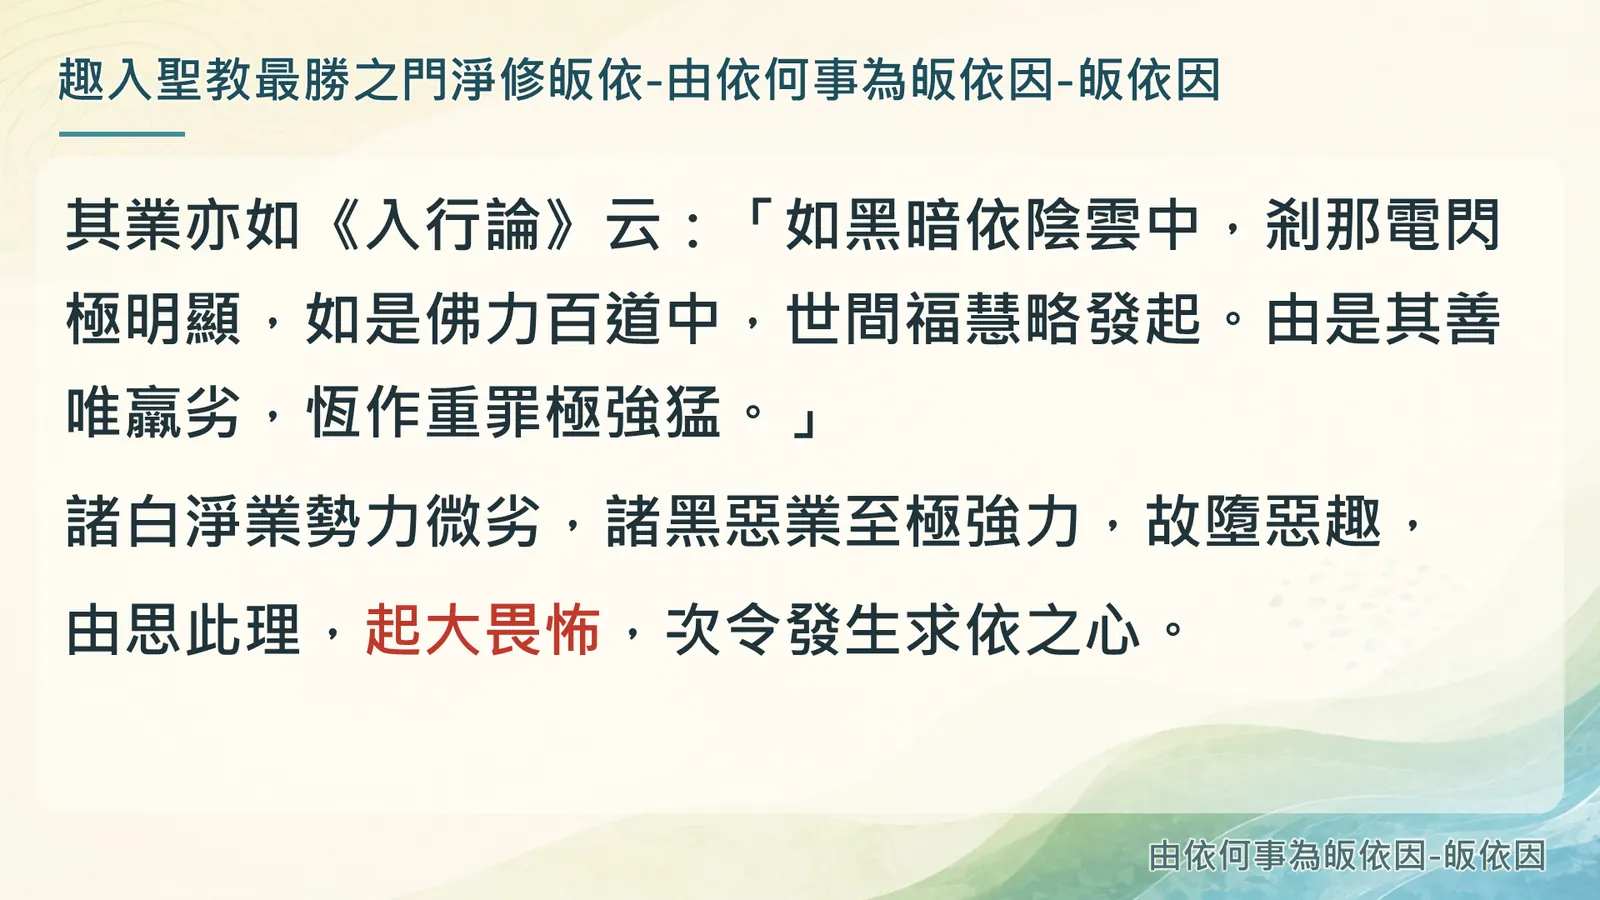 趣入聖教最勝之門淨修皈依-由依何事為皈依因-皈依因
其業亦如《入行論》云：「如黑暗依陰雲中，剎那電閃
極明顯，如是佛力百道中，世間福慧略發起。由是其善
唯羸劣，恆作重罪極強猛。」
諸白淨業勢力微劣，諸黑惡業至極強力，故墮惡趣，
由思此理，起大畏怖，次令發生求依之心。
由依何事為皈依因-皈依因